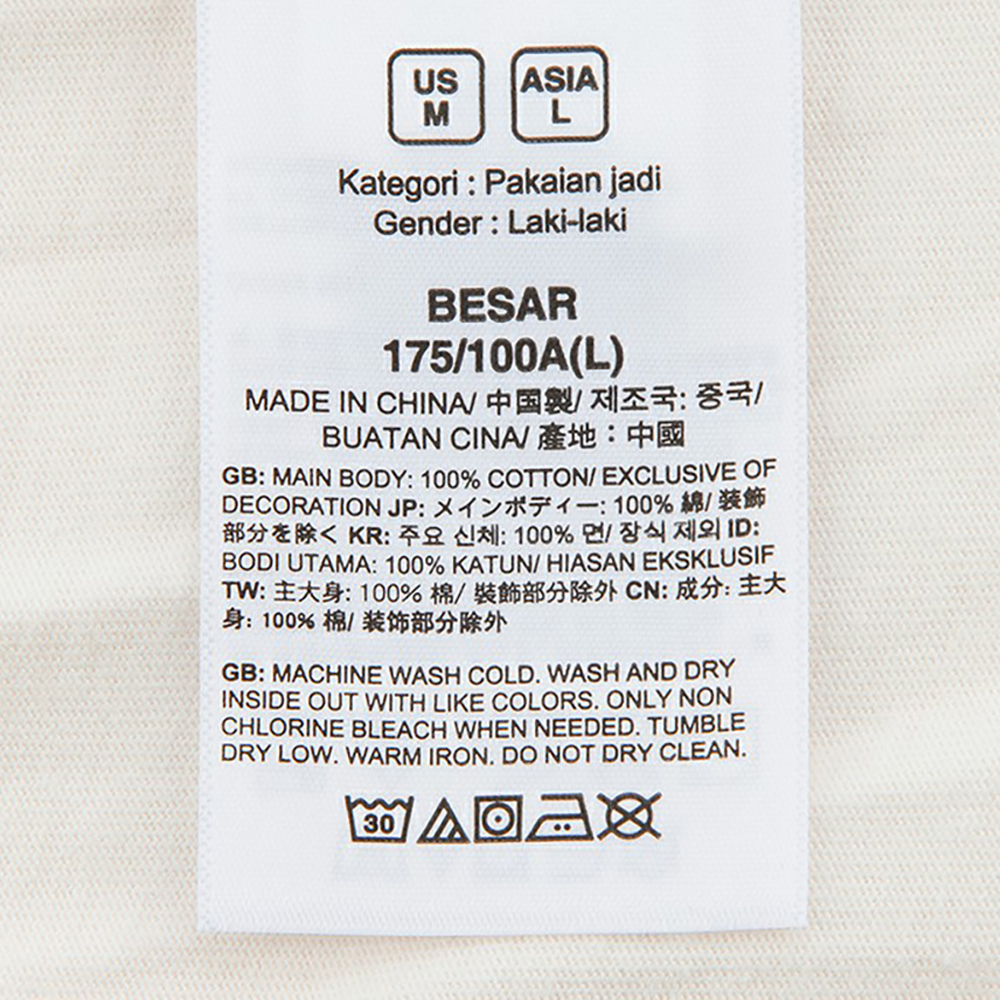 US
M
ASIA
L
Kategori : Pakaian jadi
Gender : Laki-laki
BESAR
175/100A(L)
MADE IN CHINA/ 中国製/ 제조국: 중국/
BUATAN CINA/ 產地：中國
GB: MAIN BODY: 100% COTTON/ EXCLUSIVE OF
DECORATION JP: メインボディー: 100% 綿/ 装飾
部分を除く KR: 주요 신체: 100% 면/ 장식 제외 ID:
BODI UTAMA: 100% KATUN/ HIASAN EKSKLUSIF
TW: 主大身: 100% 棉/ 裝飾部分除外 CN: 成分: 主大
身: 100% 棉/ 装饰部分除外
GB: MACHINE WASH COLD. WASH AND DRY
INSIDE OUT WITH LIKE COLORS. ONLY NON
CHLORINE BLEACH WHEN NEEDED. TUMBLE
DRY LOW. WARM IRON. DO NOT DRY CLEAN.
30